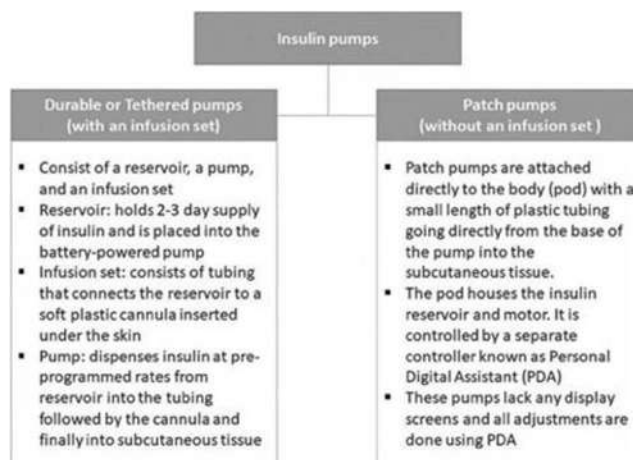 Insulin pumps
Durable or Tethered pumps
(with an infusion set)
▪ Consist of a reservoir, a pump,
and an infusion set
▪ Reservoir: holds 2-3 day supply
of insulin and is placed into the
battery-powered pump
▪ Infusion set: consists of tubing
that connects the reservoir to a
soft plastic cannula inserted
under the skin
▪ Pump: dispenses insulin at pre-
programmed rates from
reservoir into the tubing
followed by the cannula and
finally into subcutaneous tissue
Patch pumps
(without an infusion set )
▪ Patch pumps are attached
directly to the body (pod) with a
small length of plastic tubing
going directly from the base of
the pump into the
subcutaneous tissue.
▪ The pod houses the insulin
reservoir and motor. It is
controlled by a separate
controller known as Personal
Digital Assistant (PDA)
▪ These pumps lack any display
screens and all adjustments are
done using PDA